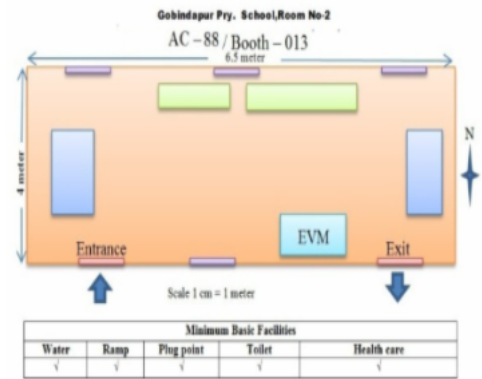 Gobindapur Pry. School,Room No-2
AC – 88 / Booth – 013
6.5 meter
4 meter
N
EVM
Entrance
Exit
Scale 1 cm = 1 meter
Minimum Basic Facilities
Water Ramp Plug point Toilet Health care
√ √ √ √ √